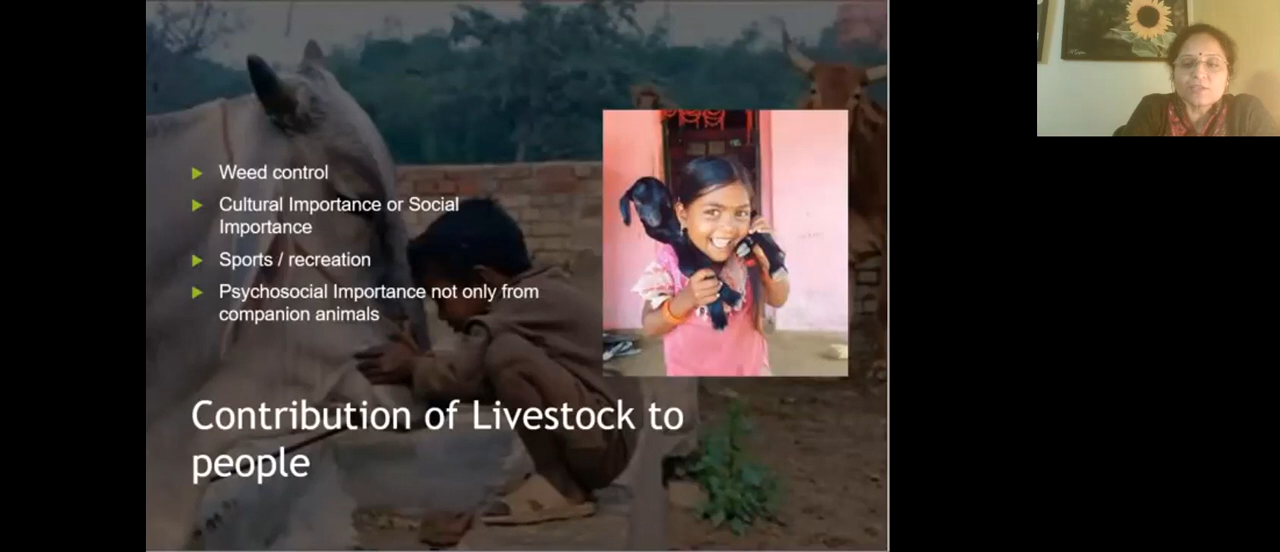 Weed control
Cultural Importance or Social
Importance
Sports / recreation
Psychosocial Importance not only from
companion animals
Contribution of Livestock to
people